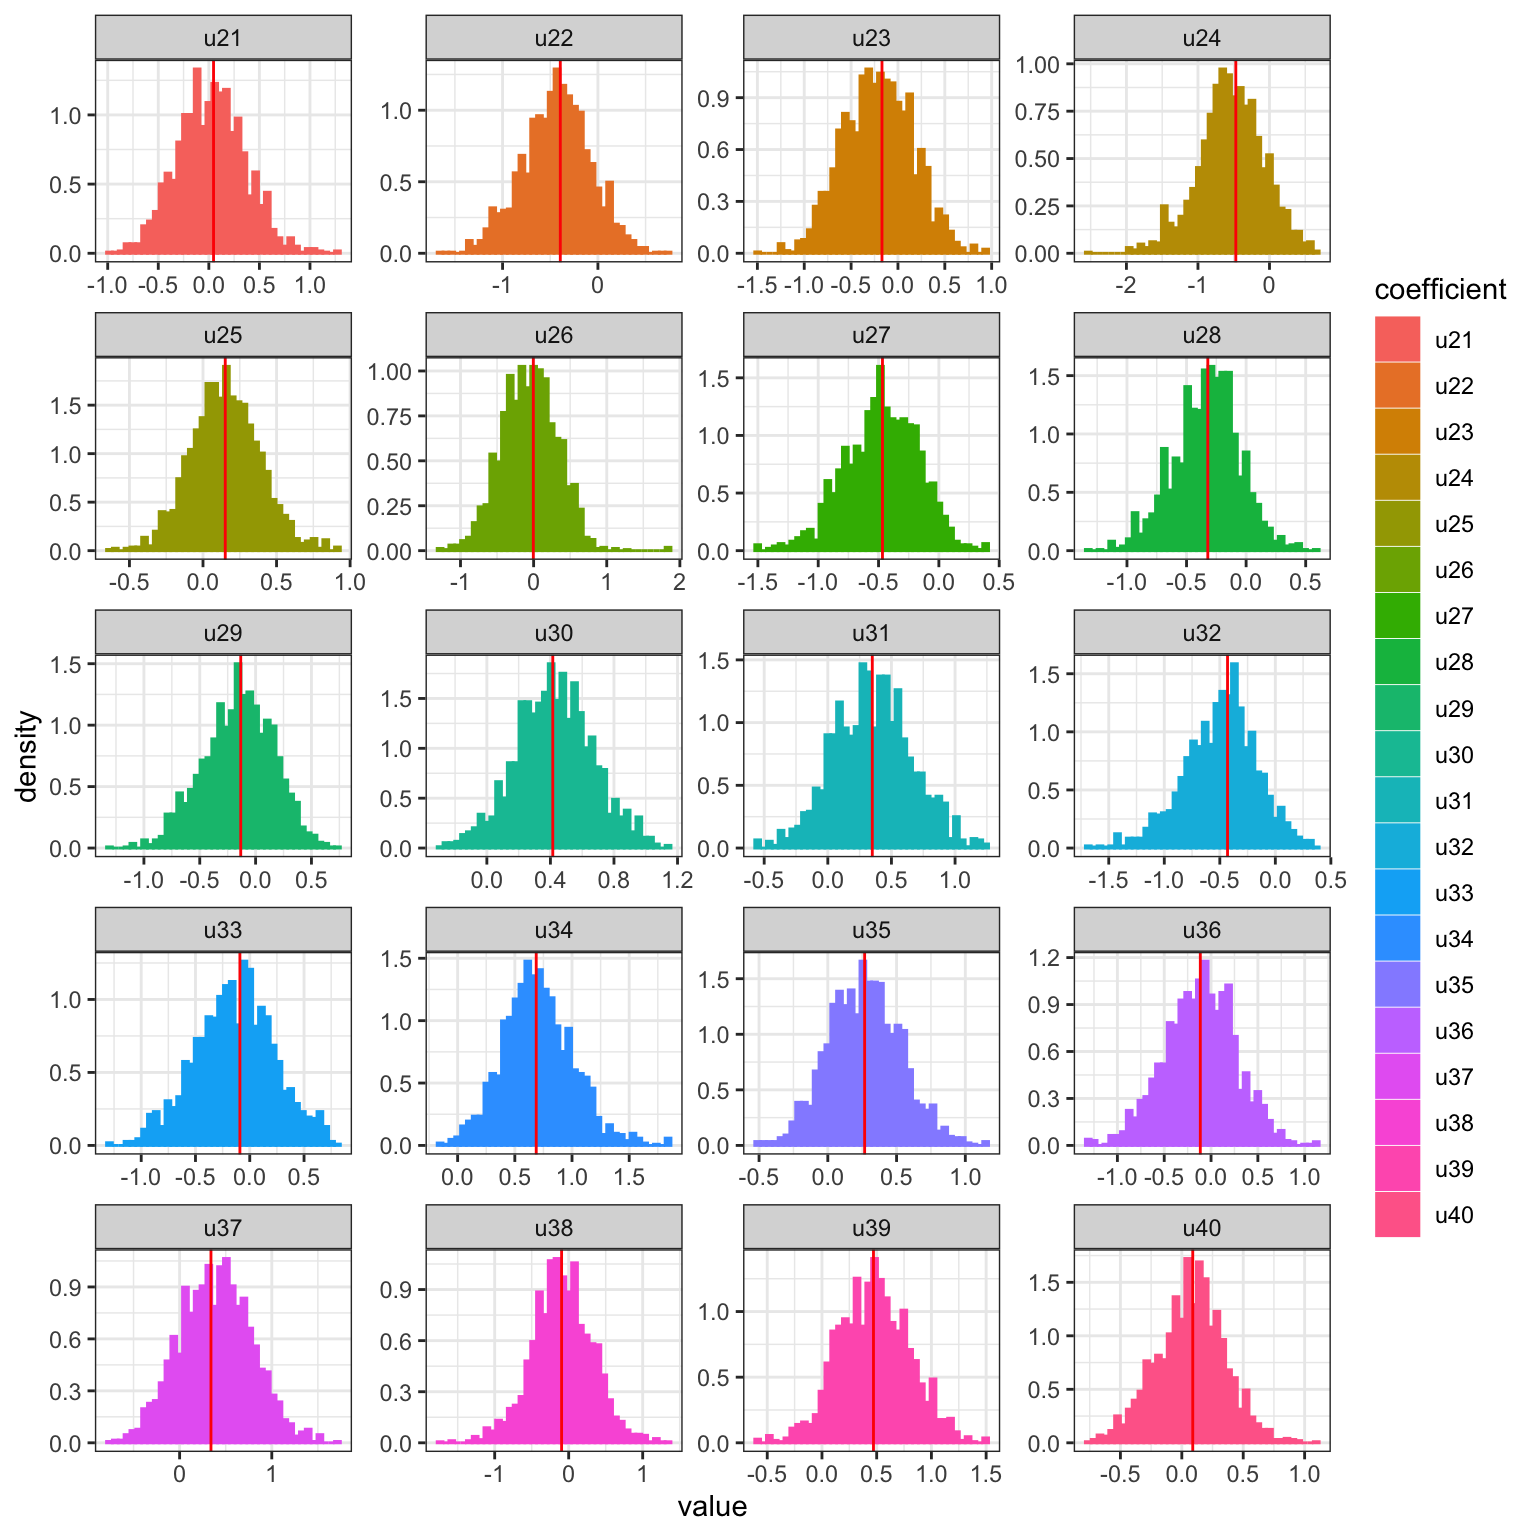 u21 u22 u23 u24
1.0 0.5 0.0
1.0 0.5 0.0
0.9 0.6 0.3 0.0
1.00 0.75 0.50 0.25 0.00
-1.0 -0.5 0.0 0.5 1.0
-1 0
-1.5 -1.0 -0.5 0.0 0.5 1.0
-2 -1 0
u25 u26 u27 u28
1.5 1.0 0.5 0.0
1.00 0.75 0.50 0.25 0.00
1.5 1.0 0.5 0.0
1.5 1.0 0.5 0.0
-0.5 0.0 0.5 1.0
-1 0 1 2
-1.5 -1.0 -0.5 0.0 0.5
-1.0 -0.5 0.0 0.5
u29 u30 u31 u32
1.5 1.0 0.5 0.0
1.5 1.0 0.5 0.0
1.5 1.0 0.5 0.0
1.5 1.0 0.5 0.0
-1.0 -0.5 0.0 0.5
0.0 0.4 0.8 1.2
-0.5 0.0 0.5 1.0
-1.5 -1.0 -0.5 0.0 0.5
u33 u34 u35 u36
1.0 0.5 0.0
1.5 1.0 0.5 0.0
1.5 1.0 0.5 0.0
1.2 0.9 0.6 0.3 0.0
-1.0 -0.5 0.0 0.5
0.0 0.5 1.0 1.5
-0.5 0.0 0.5 1.0
-1.0 -0.5 0.0 0.5 1.0
u37 u38 u39 u40
0.9 0.6 0.3 0.0
0.9 0.6 0.3 0.0
1.0 0.5 0.0
1.5 1.0 0.5 0.0
0 1
-1 0 1
-0.5 0.0 0.5 1.0 1.5
-0.5 0.0 0.5 1.0
density
value
coefficient
u21
u22
u23
u24
u25
u26
u27
u28
u29
u30
u31
u32
u33
u34
u35
u36
u37
u38
u39
u40